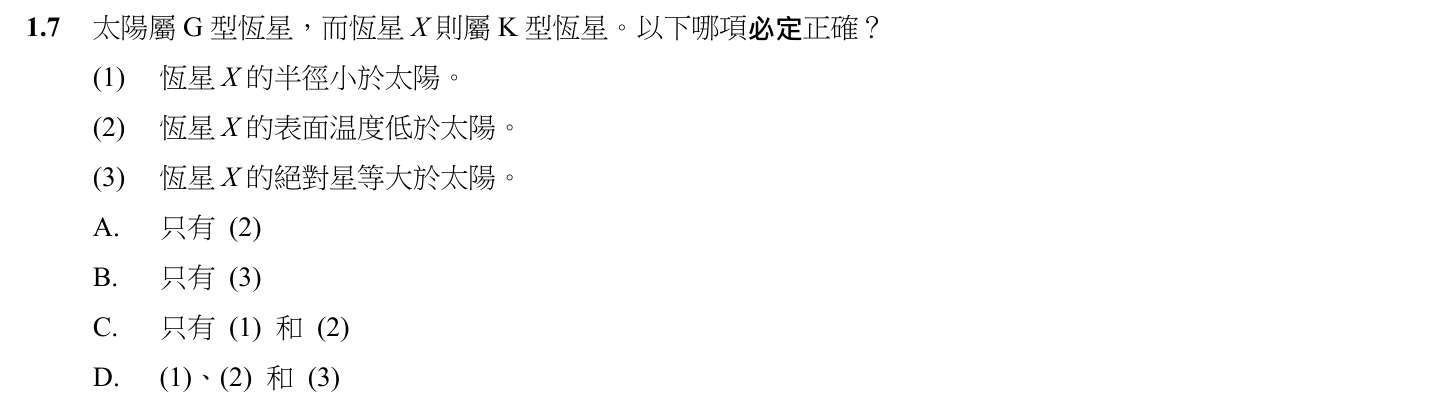 1.7 太陽屬 G 型恆星，而恆星 X 則屬 K 型恆星。以下哪項必定正確？
(1) 恆星 X 的半徑小於太陽。
(2) 恆星 X 的表面温度低於太陽。
(3) 恆星 X 的絕對星等大於太陽。
A. 只有 (2)
B. 只有 (3)
C. 只有 (1) 和 (2)
D. (1)、(2) 和 (3)